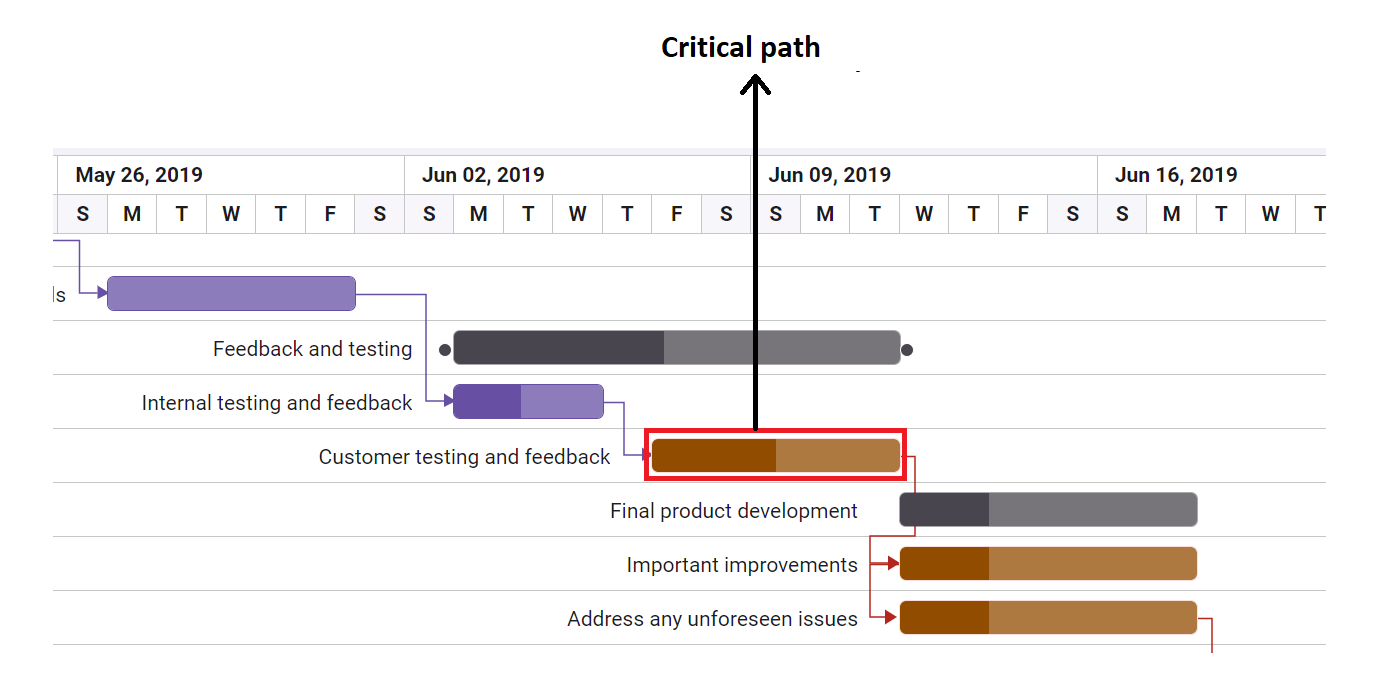 Critical path
May 26, 2019 Jun 02, 2019 Jun 09, 2019 Jun 16, 2019
S M T W T F S S M T W T F S S M T W T F S S M T W T
Feedback and testing
Internal testing and feedback
Customer testing and feedback
Final product development
Important improvements
Address any unforeseen issues